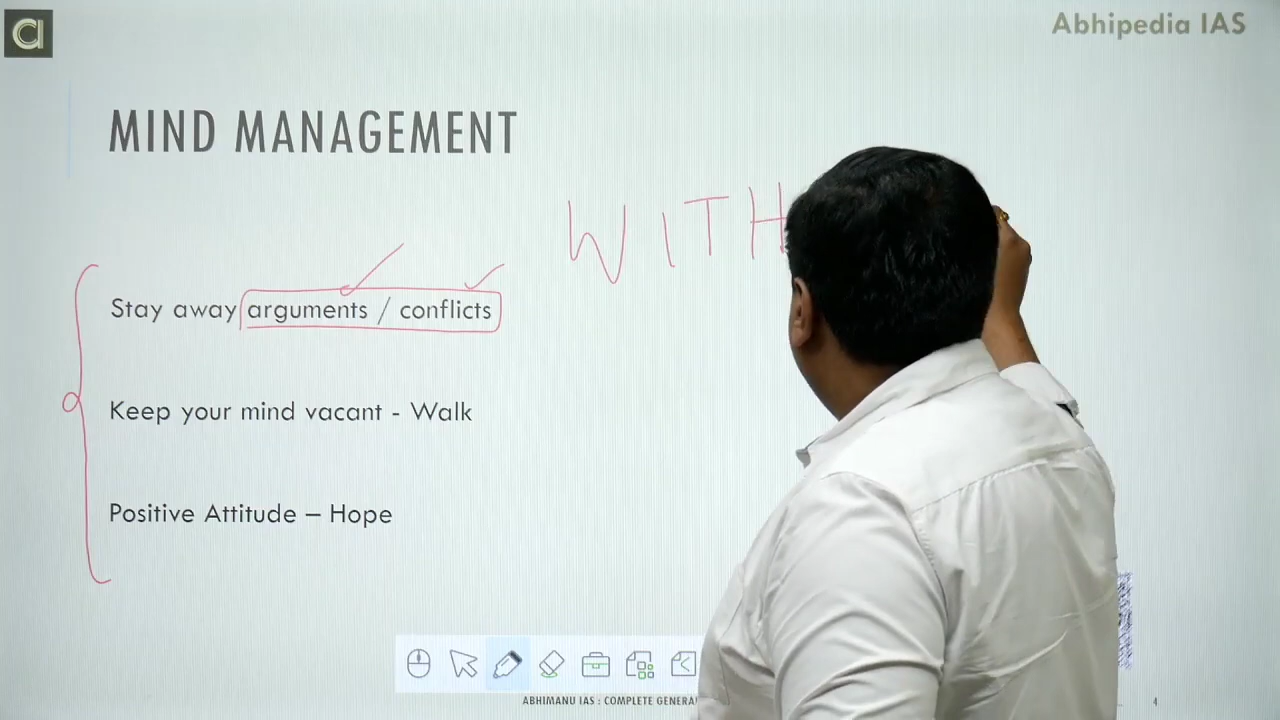 Abhipedia IAS
MIND MANAGEMENT
WITH
Stay away arguments / conflicts
Keep your mind vacant - Walk
Positive Attitude – Hope
ABHIMANU IAS : COMPLETE GENERA
4